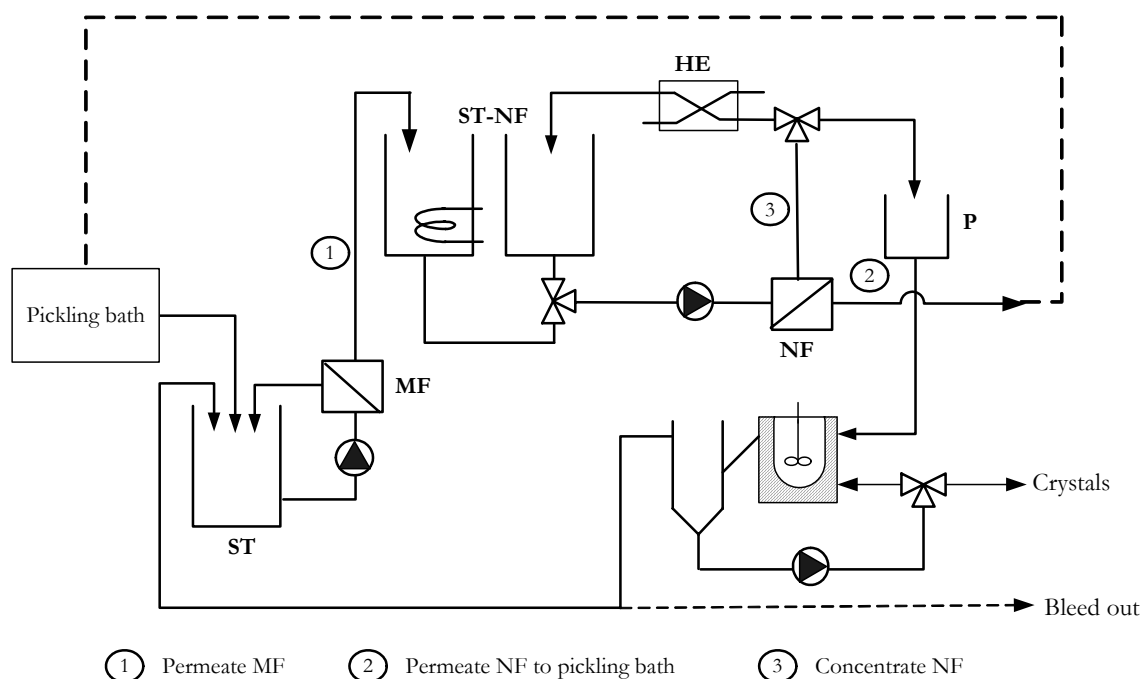 HE
ST-NF
3
P
1
2
Pickling bath
NF
MF
Crystals
ST
Bleed out
1 Permeate MF 2 Permeate NF to pickling bath 3 Concentrate NF